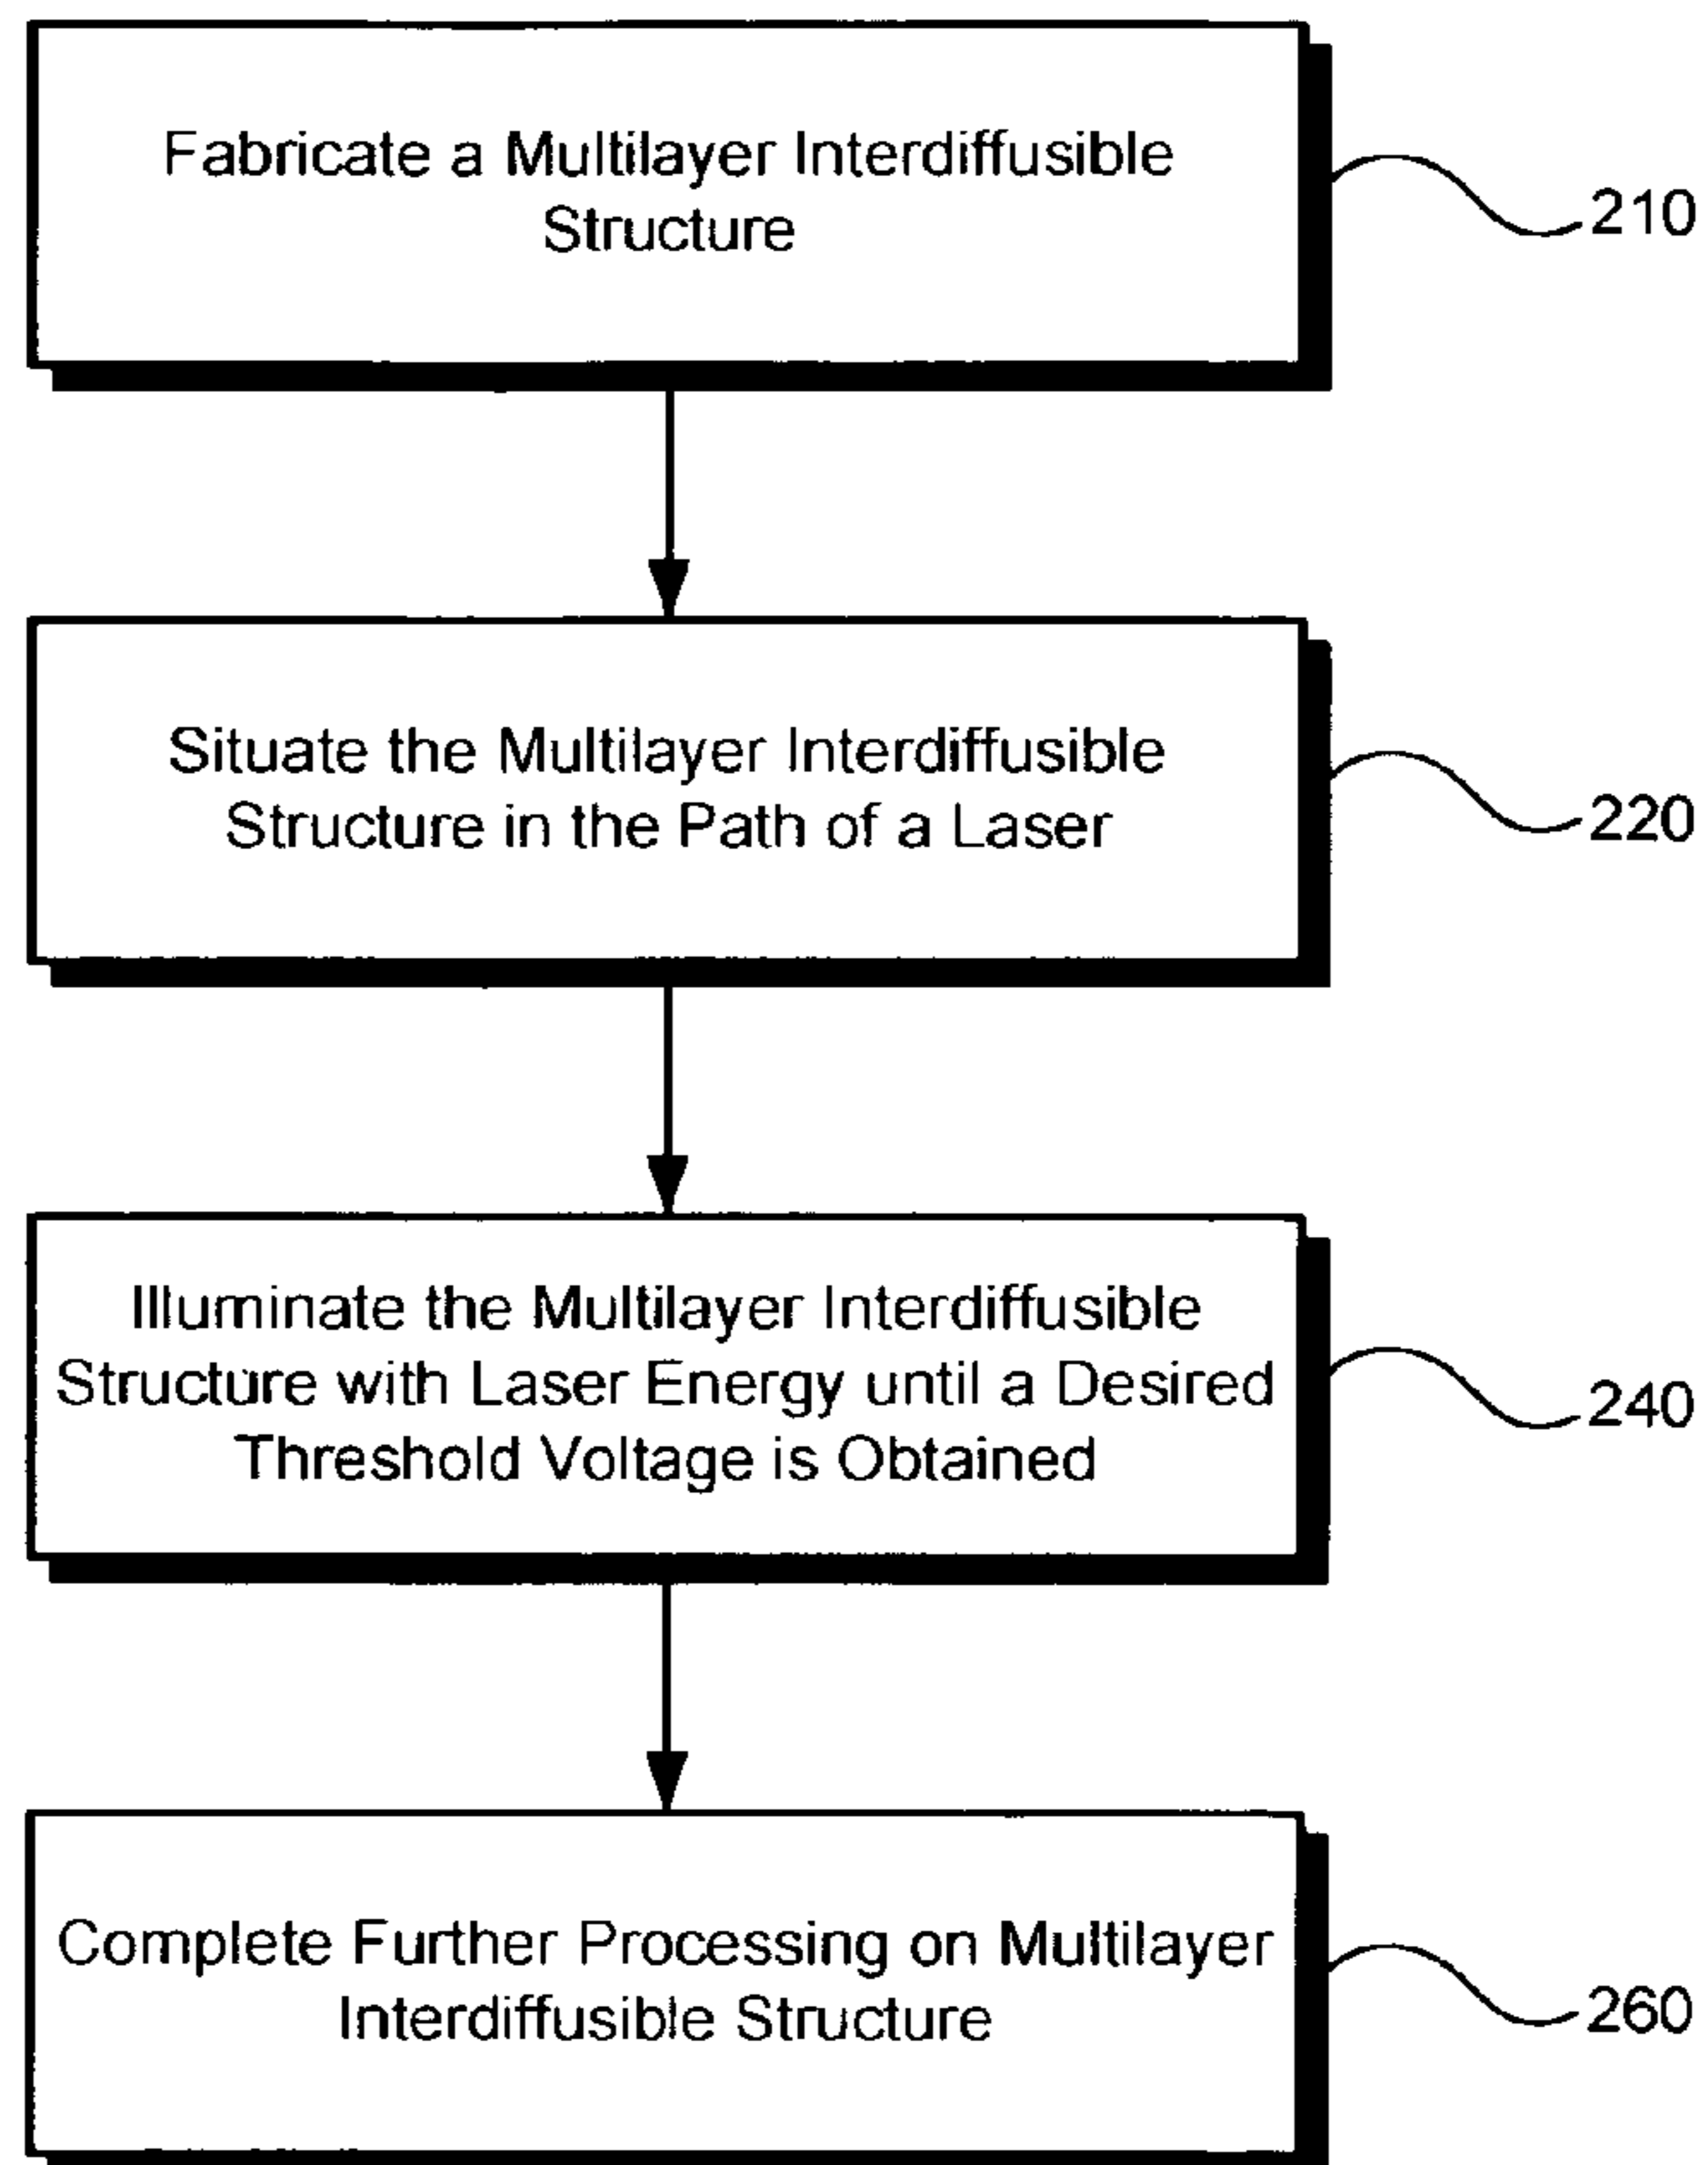 Fabricate a Multilayer Interdiffusible
Structure
210
Situate the Multilayer Interdiffusible
Structure in the Path of a Laser
220
Illuminate the Multilayer Interdiffusible
Structure with Laser Energy until a Desired
Threshold Voltage is Obtained
240
Complete Further Processing on Multilayer
Interdiffusible Structure
260